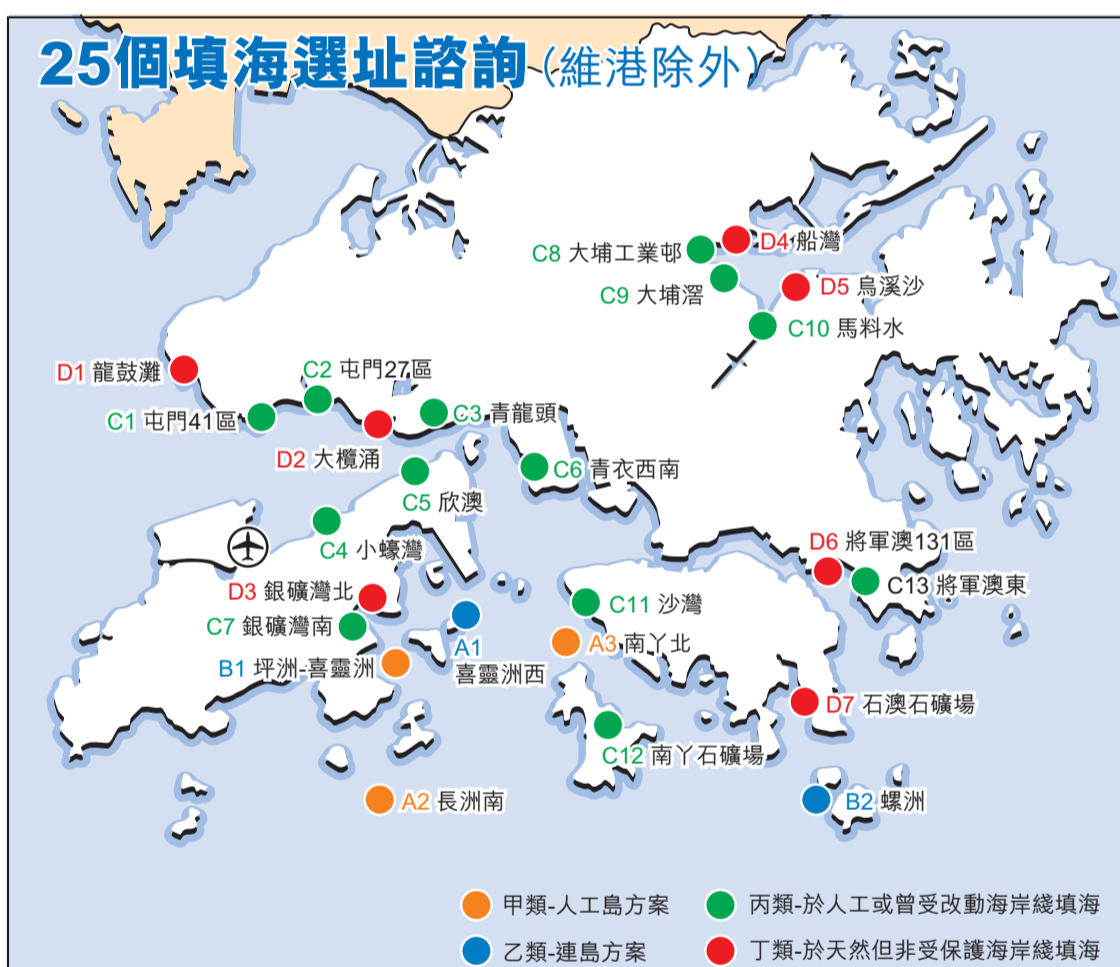 25個填海選址諮詢（維港除外）
D4 船灣
C8 大埔工業邨
D5 烏溪沙
C9 大埔滘
C10 馬料水
C2 屯門27區
D1 龍鼓灘
C1 屯門41區
C3 青龍頭
D2 大欖涌
C6 青衣西南
C5 欣澳
C4 小蠔灣
D6 將軍澳131區
D3 銀礦灣北
C13 將軍澳東
C11 沙灣
C7 銀礦灣南
A1
喜靈洲西
A3 南丫北
B1 坪洲-喜靈洲
D7 石澳石礦場
C12 南丫石礦場
A2 長洲南
B2 螺洲
甲類-人工島方案
丙類-於人工或曾受改動海岸綫填海
乙類-連島方案
丁類-於天然但非受保護海岸綫填海